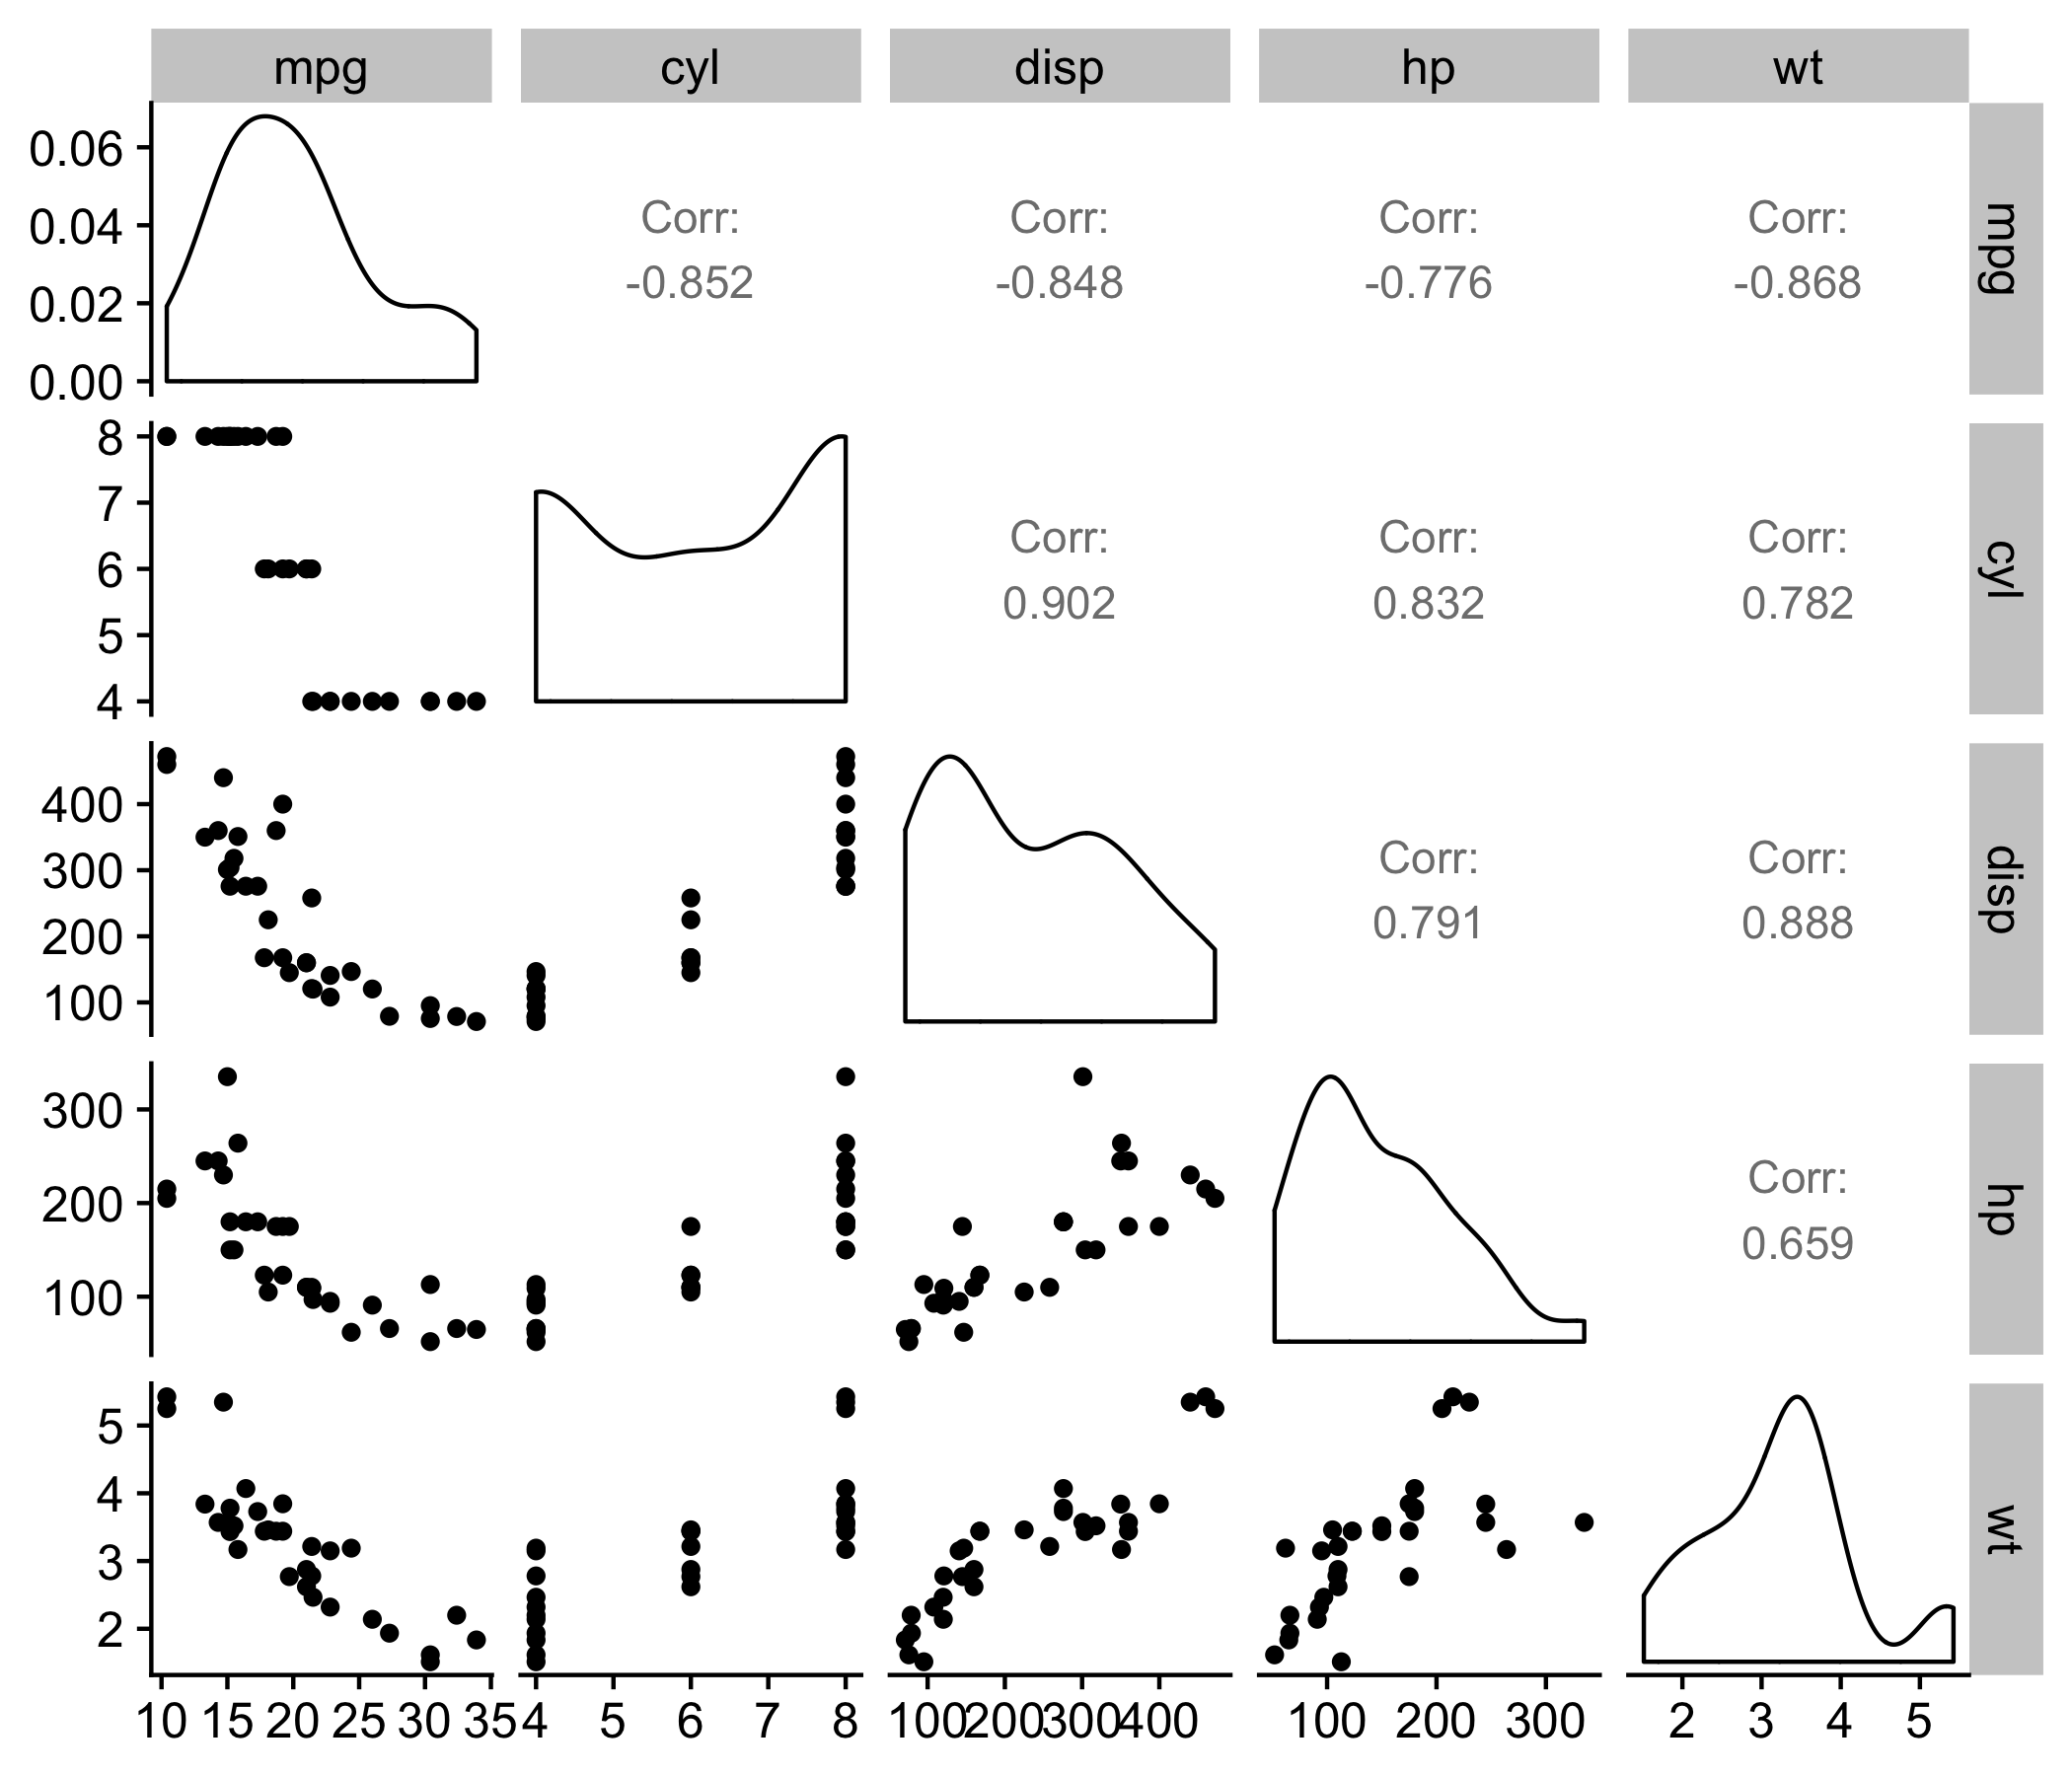 mpg cyl disp hp wt
0.06
0.04
0.02
0.00
Corr: Corr: Corr: Corr:
-0.852 -0.848 -0.776 -0.868
mpg
8
7
6
5
4
Corr: Corr: Corr:
0.902 0.832 0.782
cyl
400
300
200
100
Corr: Corr:
0.791 0.888
disp
300
200
100
Corr:
0.659
hp
5
4
3
2
wt
10 15 20 25 30 35 4 5 6 7 8 100 200 300 400 100 200 300 2 3 4 5